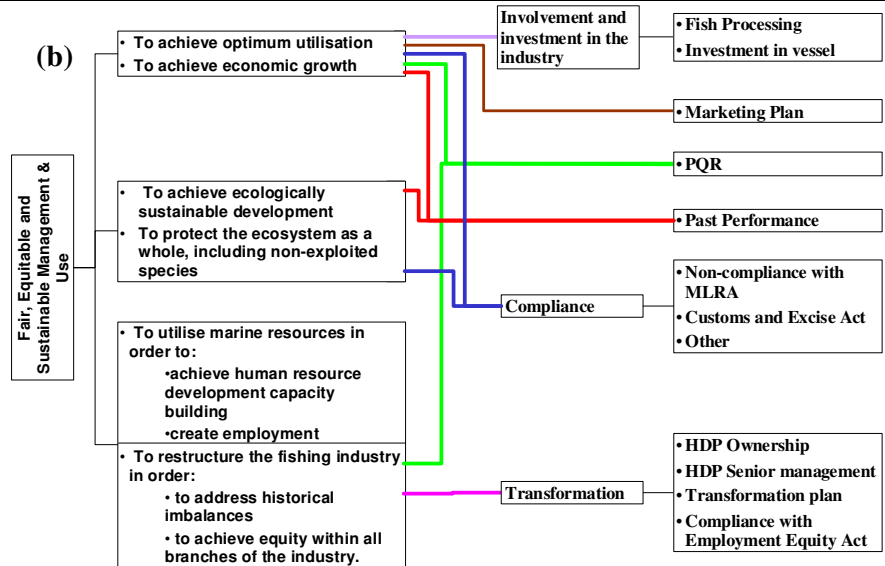 (b)
Fair, Equitable and
Sustainable Management &
Use
• To achieve optimum utilisation
• To achieve economic growth
• To achieve ecologically
sustainable development
• To protect the ecosystem as a
whole, including non-exploited
species
• To utilise marine resources in
order to:
•achieve human resource
development capacity
building
•create employment
• To restructure the fishing industry
in order:
• to address historical
imbalances
• to achieve equity within all
branches of the industry.
Involvement and
investment in the
industry
Compliance
Transformation
• Fish Processing
• Investment in vessel
• Marketing Plan
• PQR
• Past Performance
• Non-compliance with
MLRA
• Customs and Excise Act
• Other
• HDP Ownership
• HDP Senior management
• Transformation plan
• Compliance with
Employment Equity Act